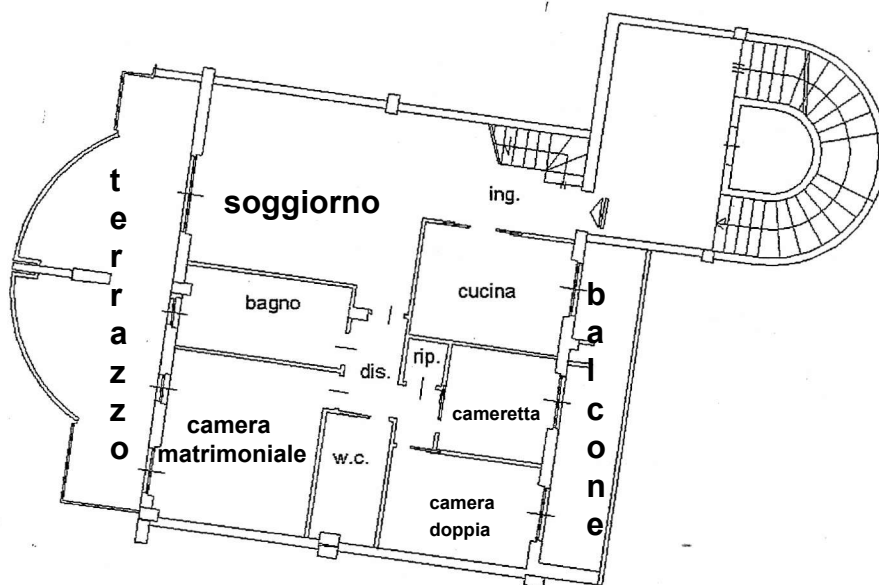 terrazzo
soggiorno
ing.
bagno
cucina
balcone
dis.
rip.
camera
matrimoniale
cameretta
w.c.
camera
doppia